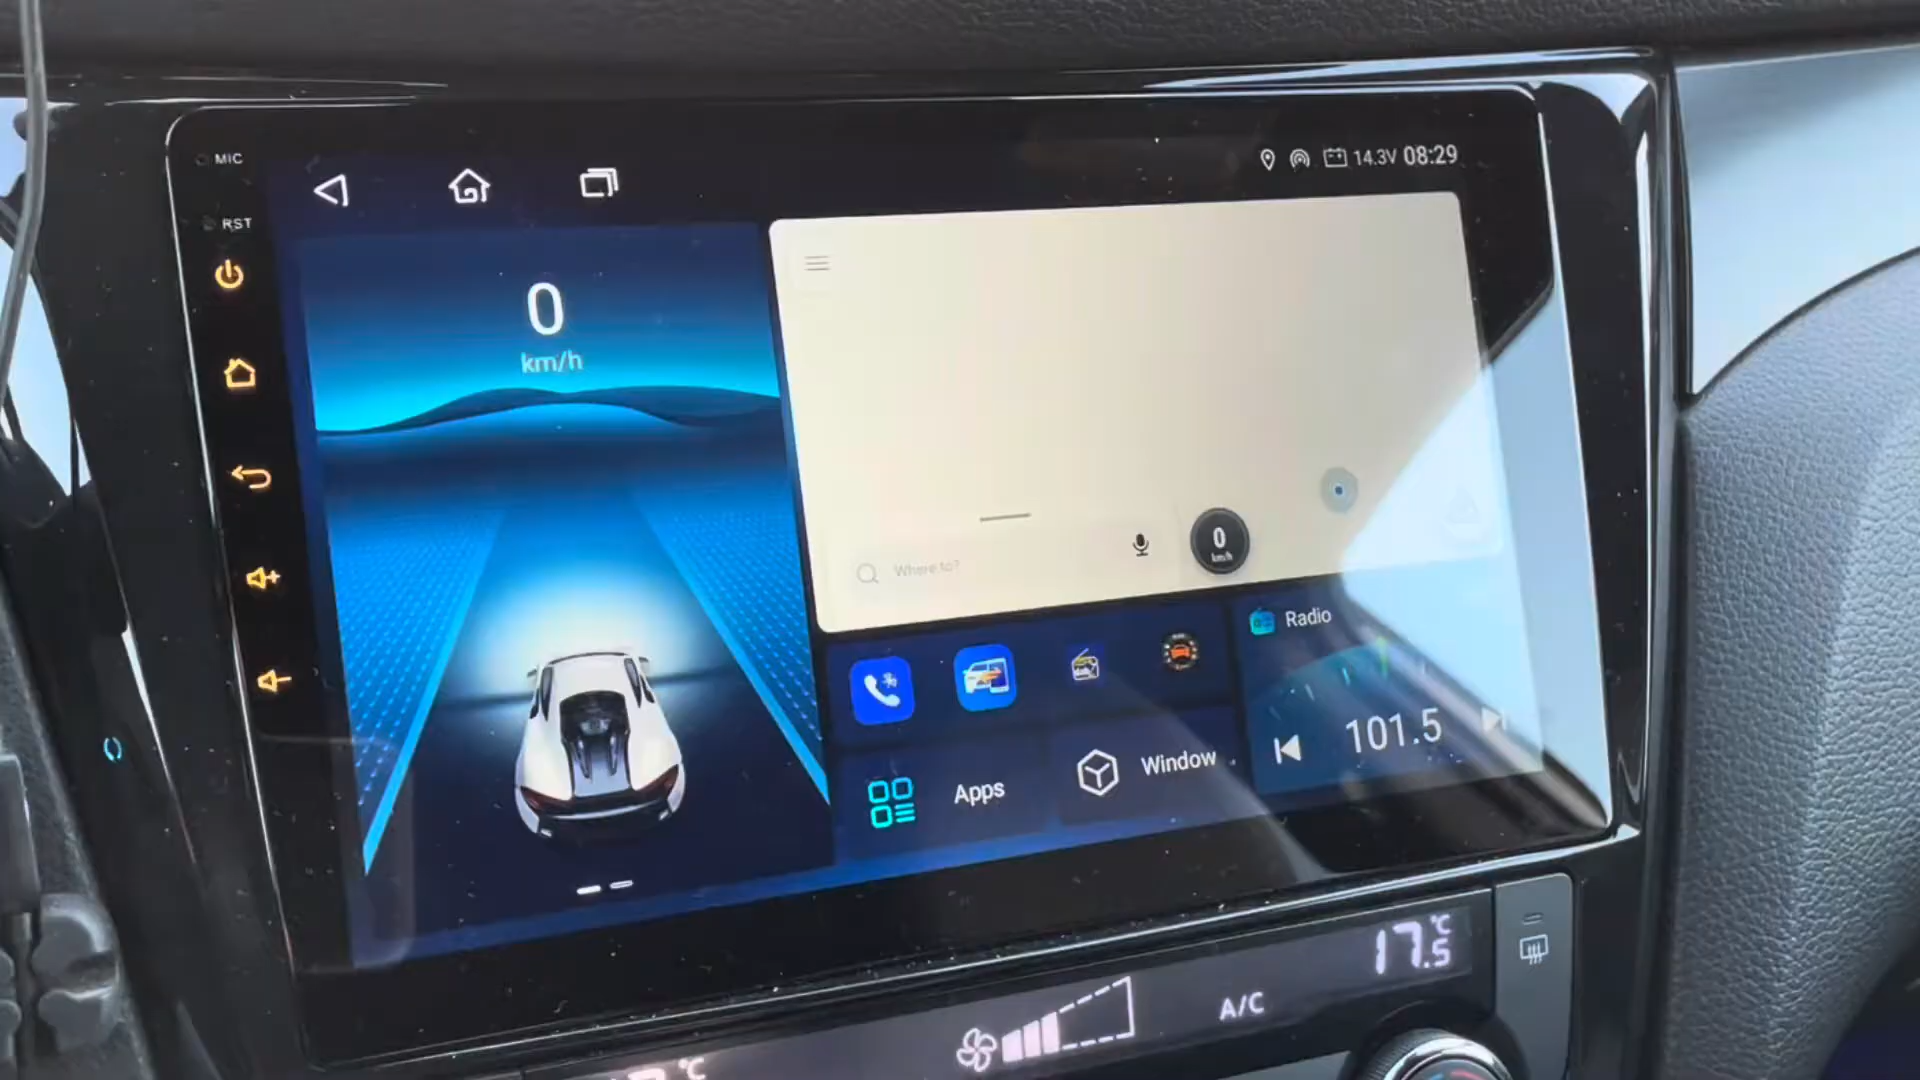 MIC
14.3V 08:29
RST
0
km/h
0
km/h
Where to?
Radio
101.5
Apps
Window
17.5 °C
A/C
°C